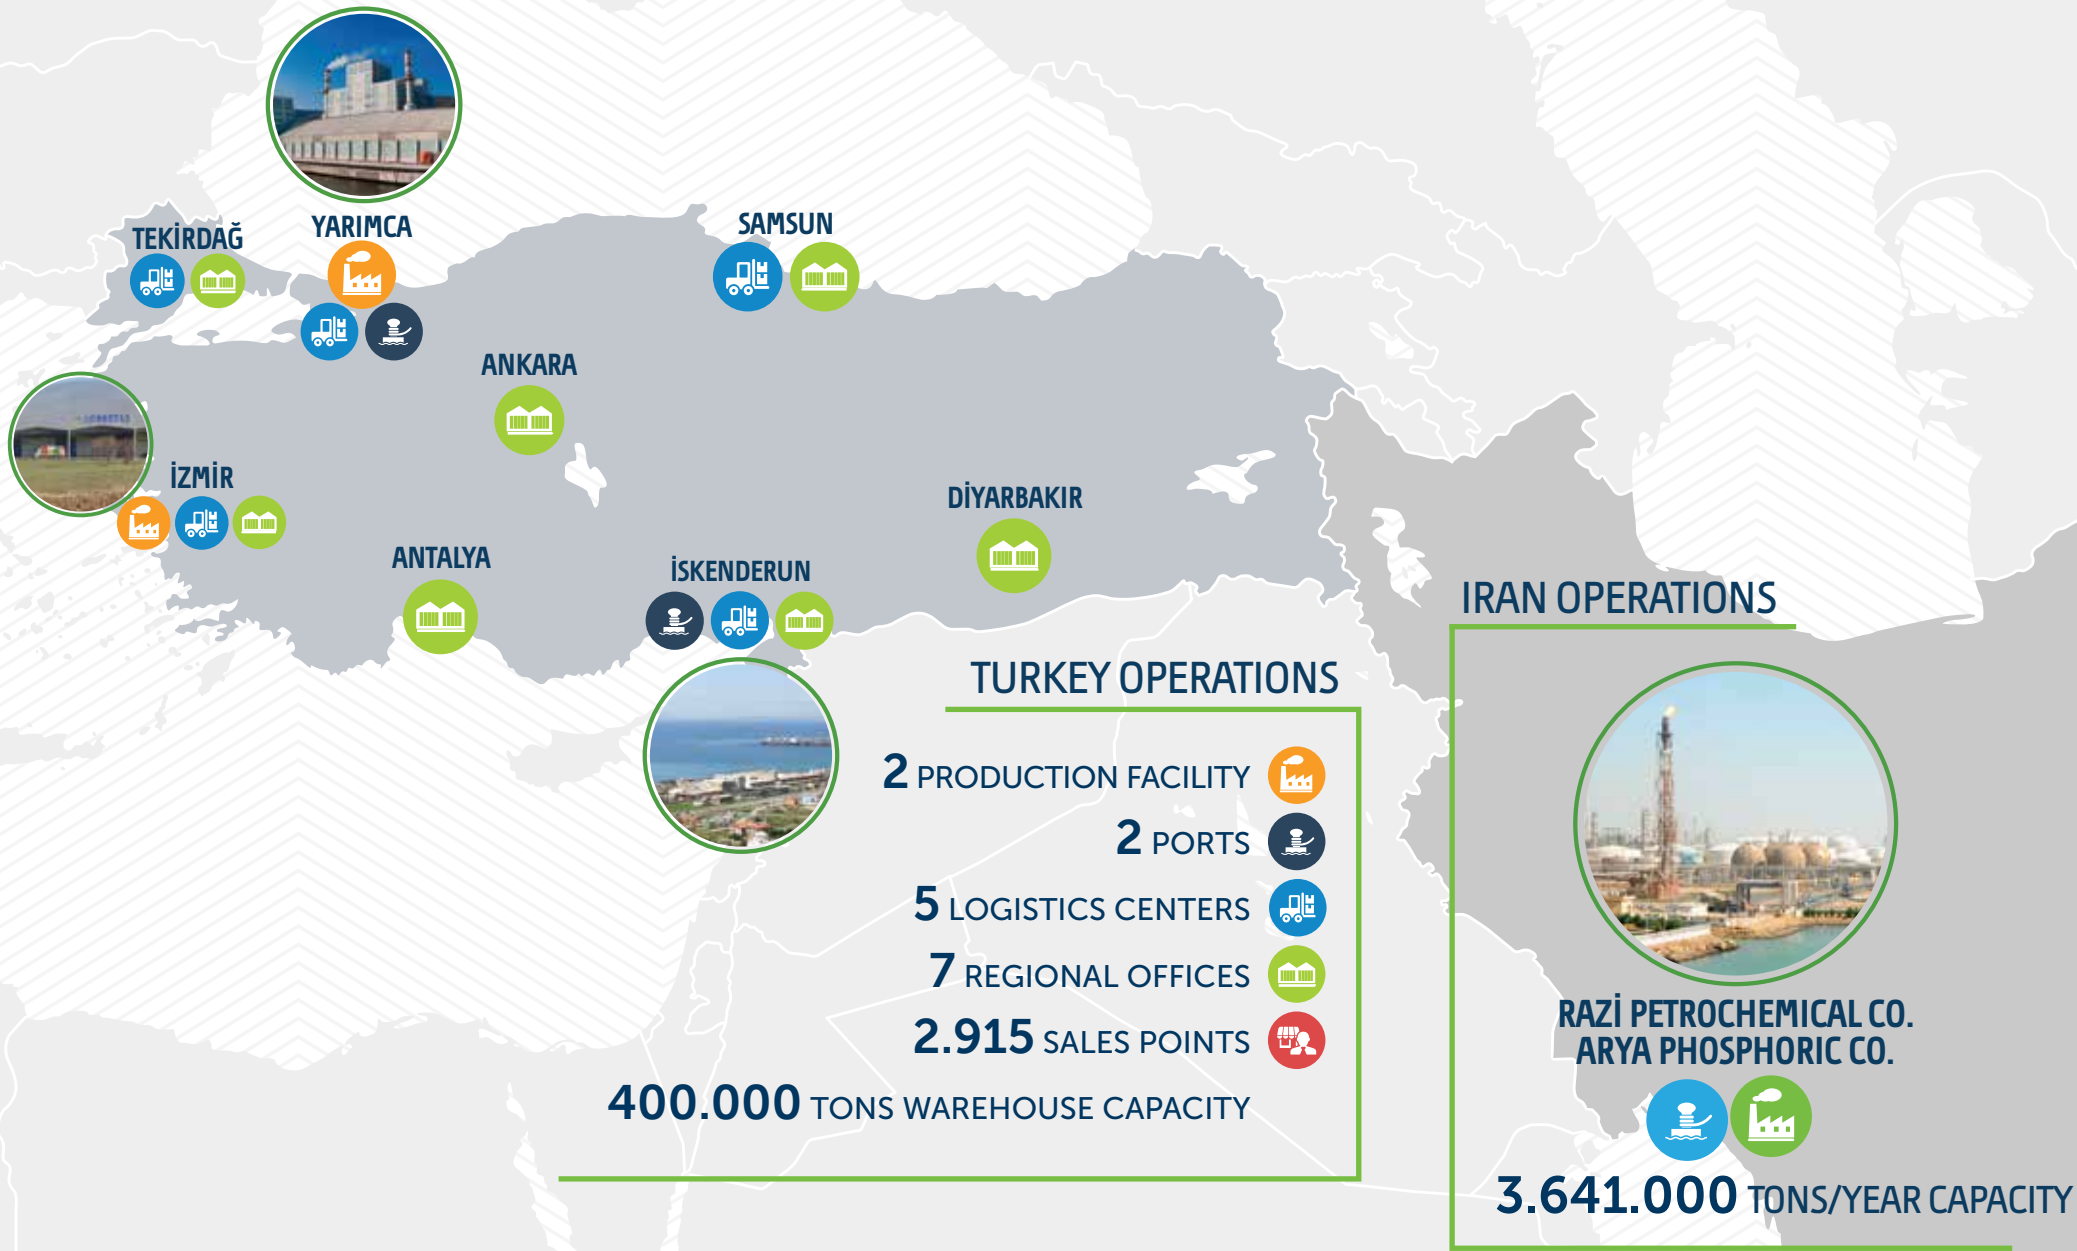 TEKİRDAĞ
YARIMCA
SAMSUN
ANKARA
İZMİR
DİYARBAKIR
ANTALYA
İSKENDERUN
TURKEY OPERATIONS
2 PRODUCTION FACILITY
2 PORTS
5 LOGISTICS CENTERS
7 REGIONAL OFFICES
2.915 SALES POINTS
400.000 TONS WAREHOUSE CAPACITY
IRAN OPERATIONS
RAZİ PETROCHEMICAL CO.
ARYA PHOSPHORIC CO.
3.641.000 TONS/YEAR CAPACITY